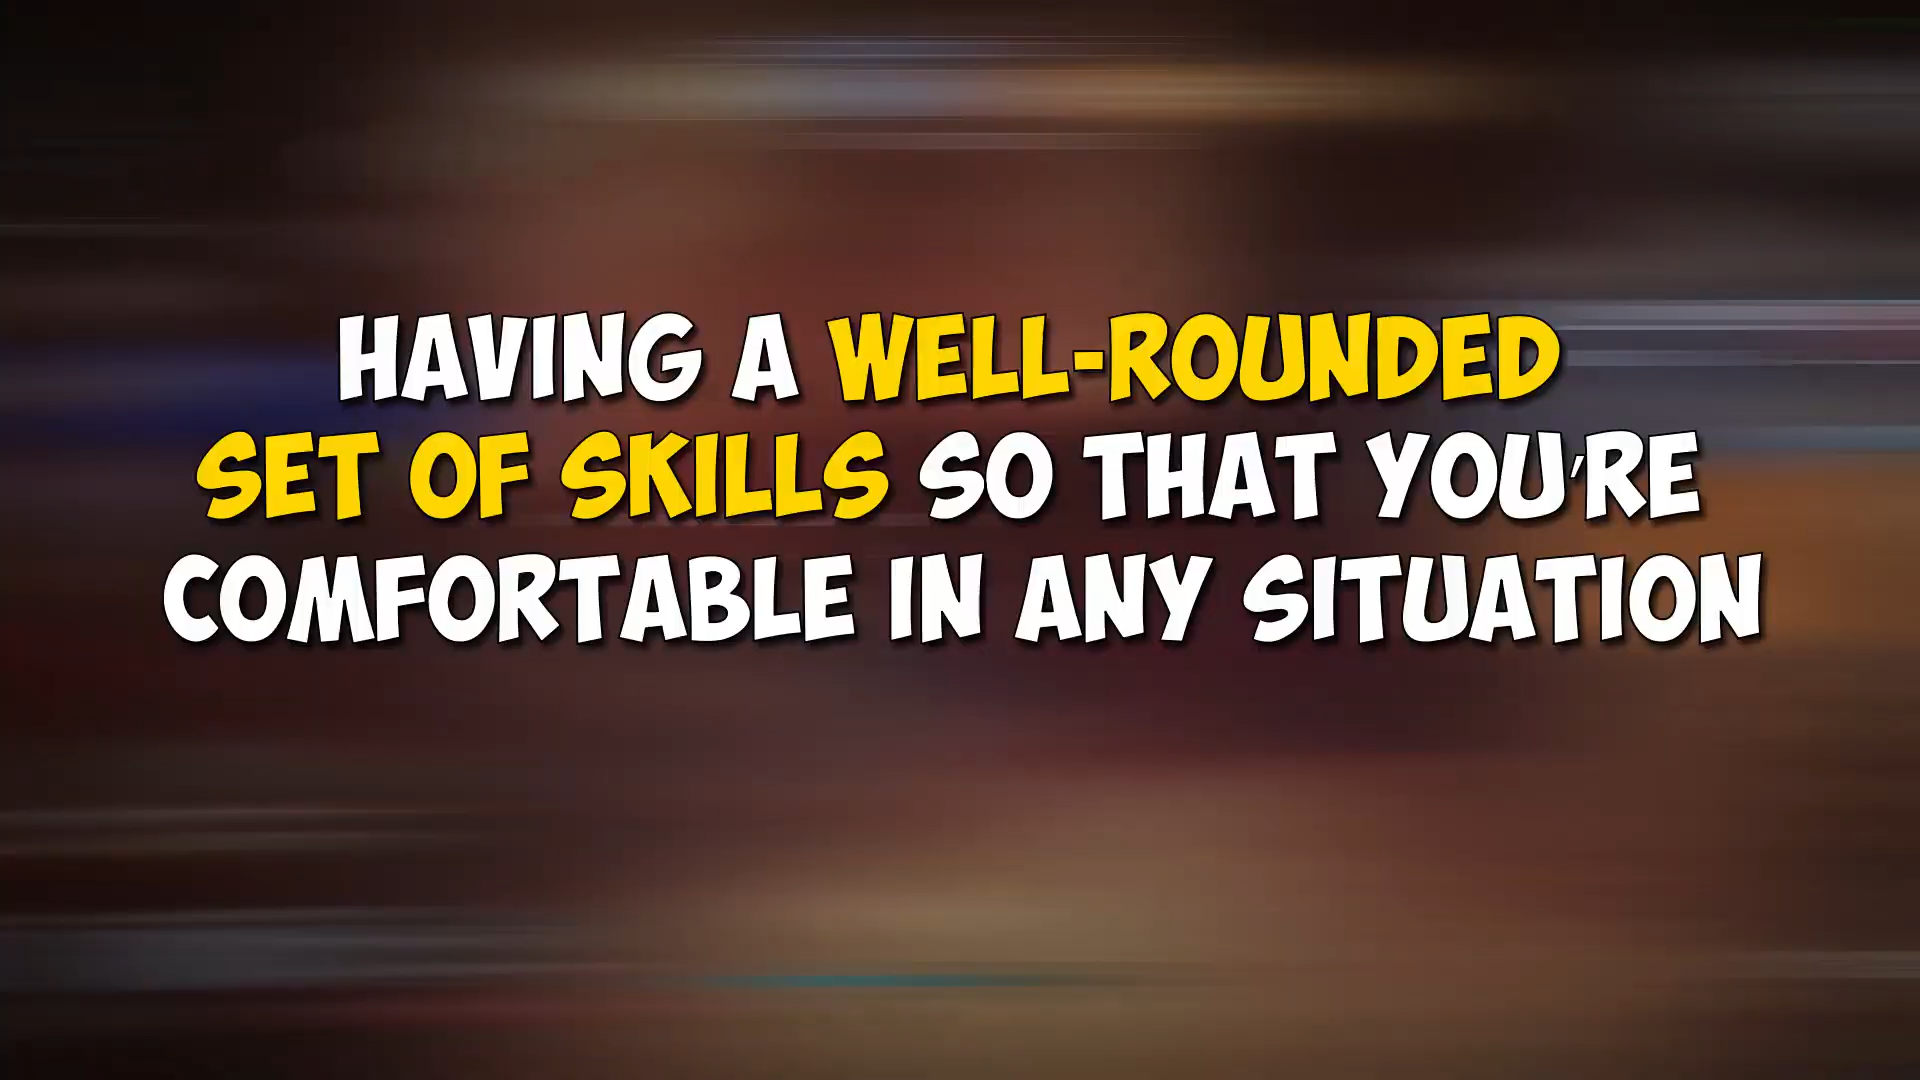 HAVING A WELL-ROUNDED
SET OF SKILLS SO THAT YOU'RE
COMFORTABLE IN ANY SITUATION